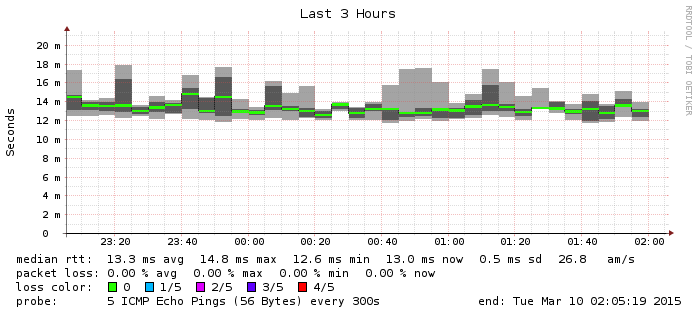 Last 3 Hours
RRDTOOL / TOBI OETIKER
Seconds
20 m
18 m
16 m
14 m
12 m
10 m
8 m
6 m
4 m
2 m
0
23:20 23:40 00:00 00:20 00:40 01:00 01:20 01:40 02:00
median rtt: 13.3 ms avg 14.8 ms max 12.6 ms min 13.0 ms now 0.5 ms sd 26.8 am/s
packet loss: 0.00 % avg 0.00 % max 0.00 % min 0.00 % now
loss color: 0 1/5 2/5 3/5 4/5
probe: 5 ICMP Echo Pings (56 Bytes) every 300s end: Tue Mar 10 02:05:19 2015